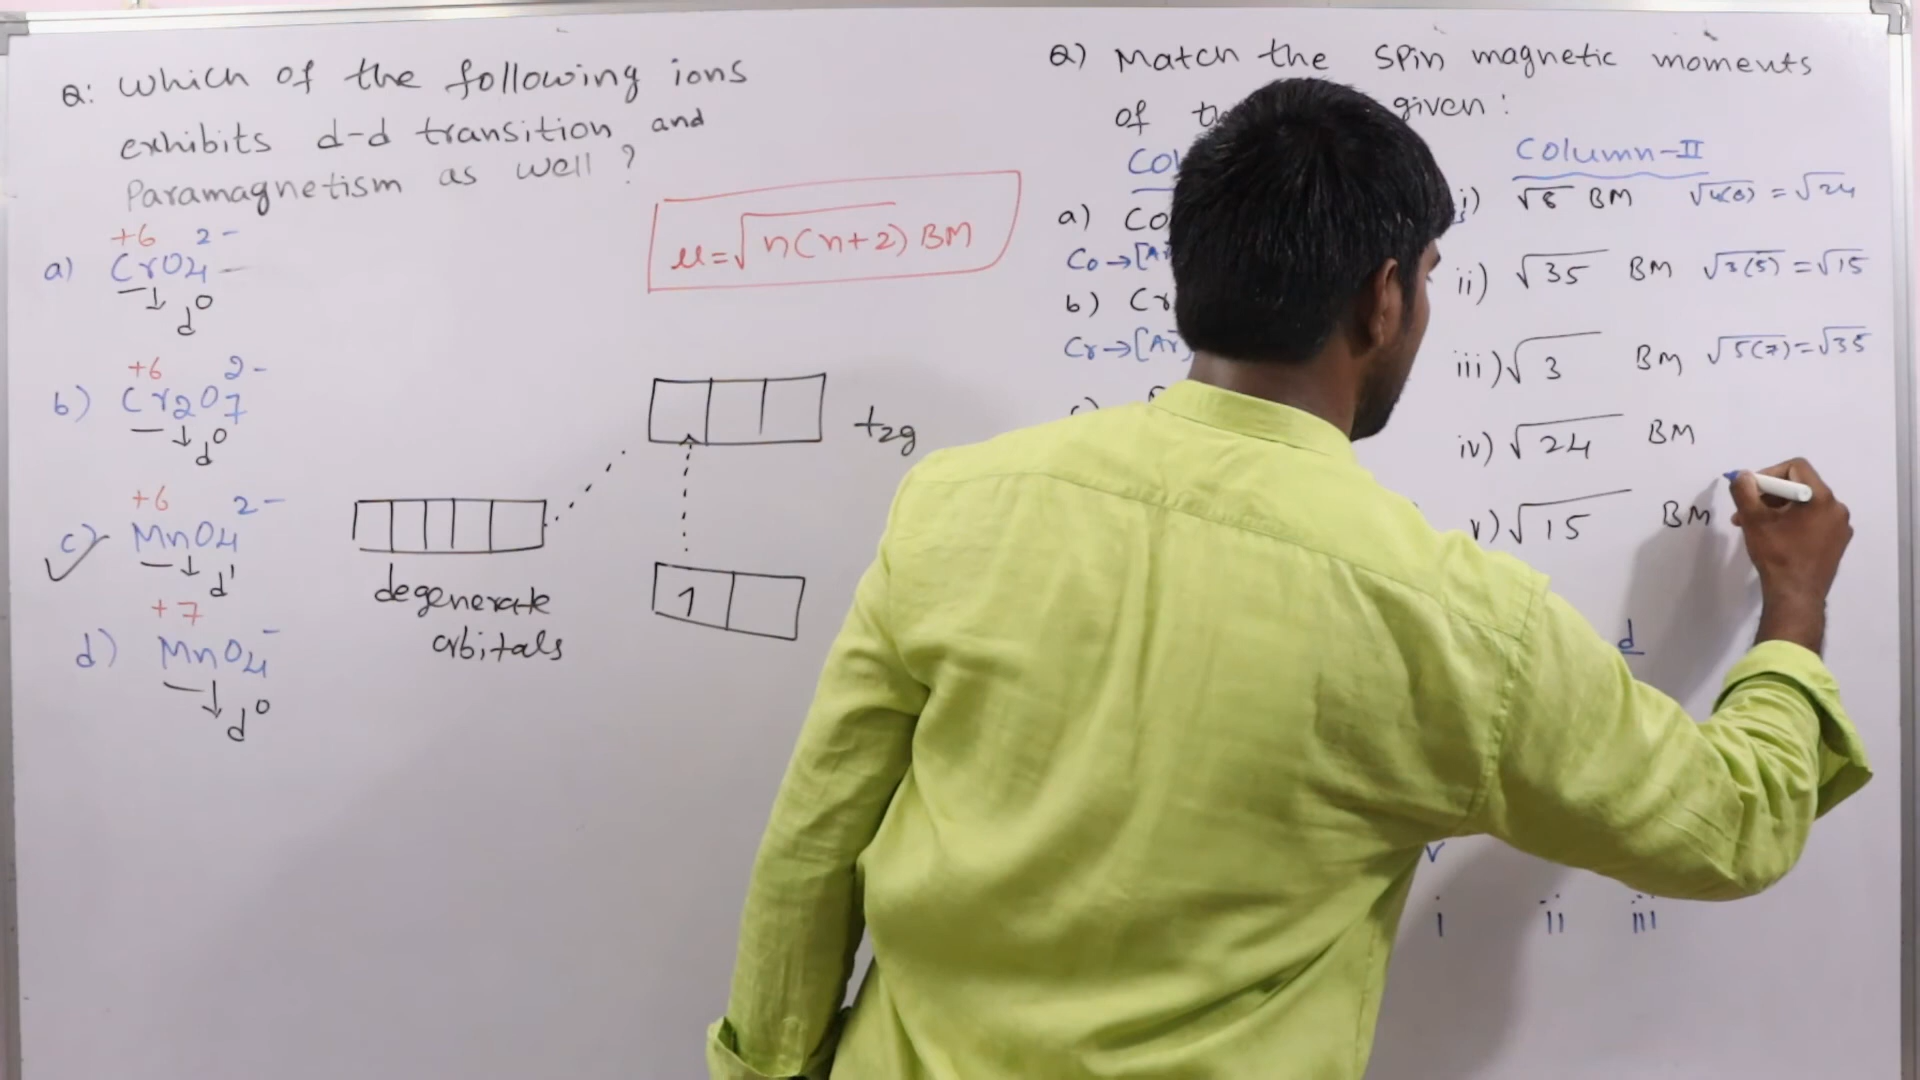 Q: Which of the following ions
exhibits d-d transition and
Paramagnetism as well ?
+6 2-
a) CrO4
d0
+6 2-
b) Cr2O7
d0
+6 2-
c) MnO4
d1
+7
d) MnO4-
d0
μ=√n(n+2) BM
t2g
1
degenerate
orbitals
Q) Match the spin magnetic moments
of given :
Column-II
a) Co
Co→[Ar
b) Cr
Cr→[Ar]
i) √8 BM √4(6) = √24
ii) √35 BM √3(5) = √15
iii) √3 BM √5(7) = √35
iv) √24 BM
v) √15 BM
d
v
i ii iii